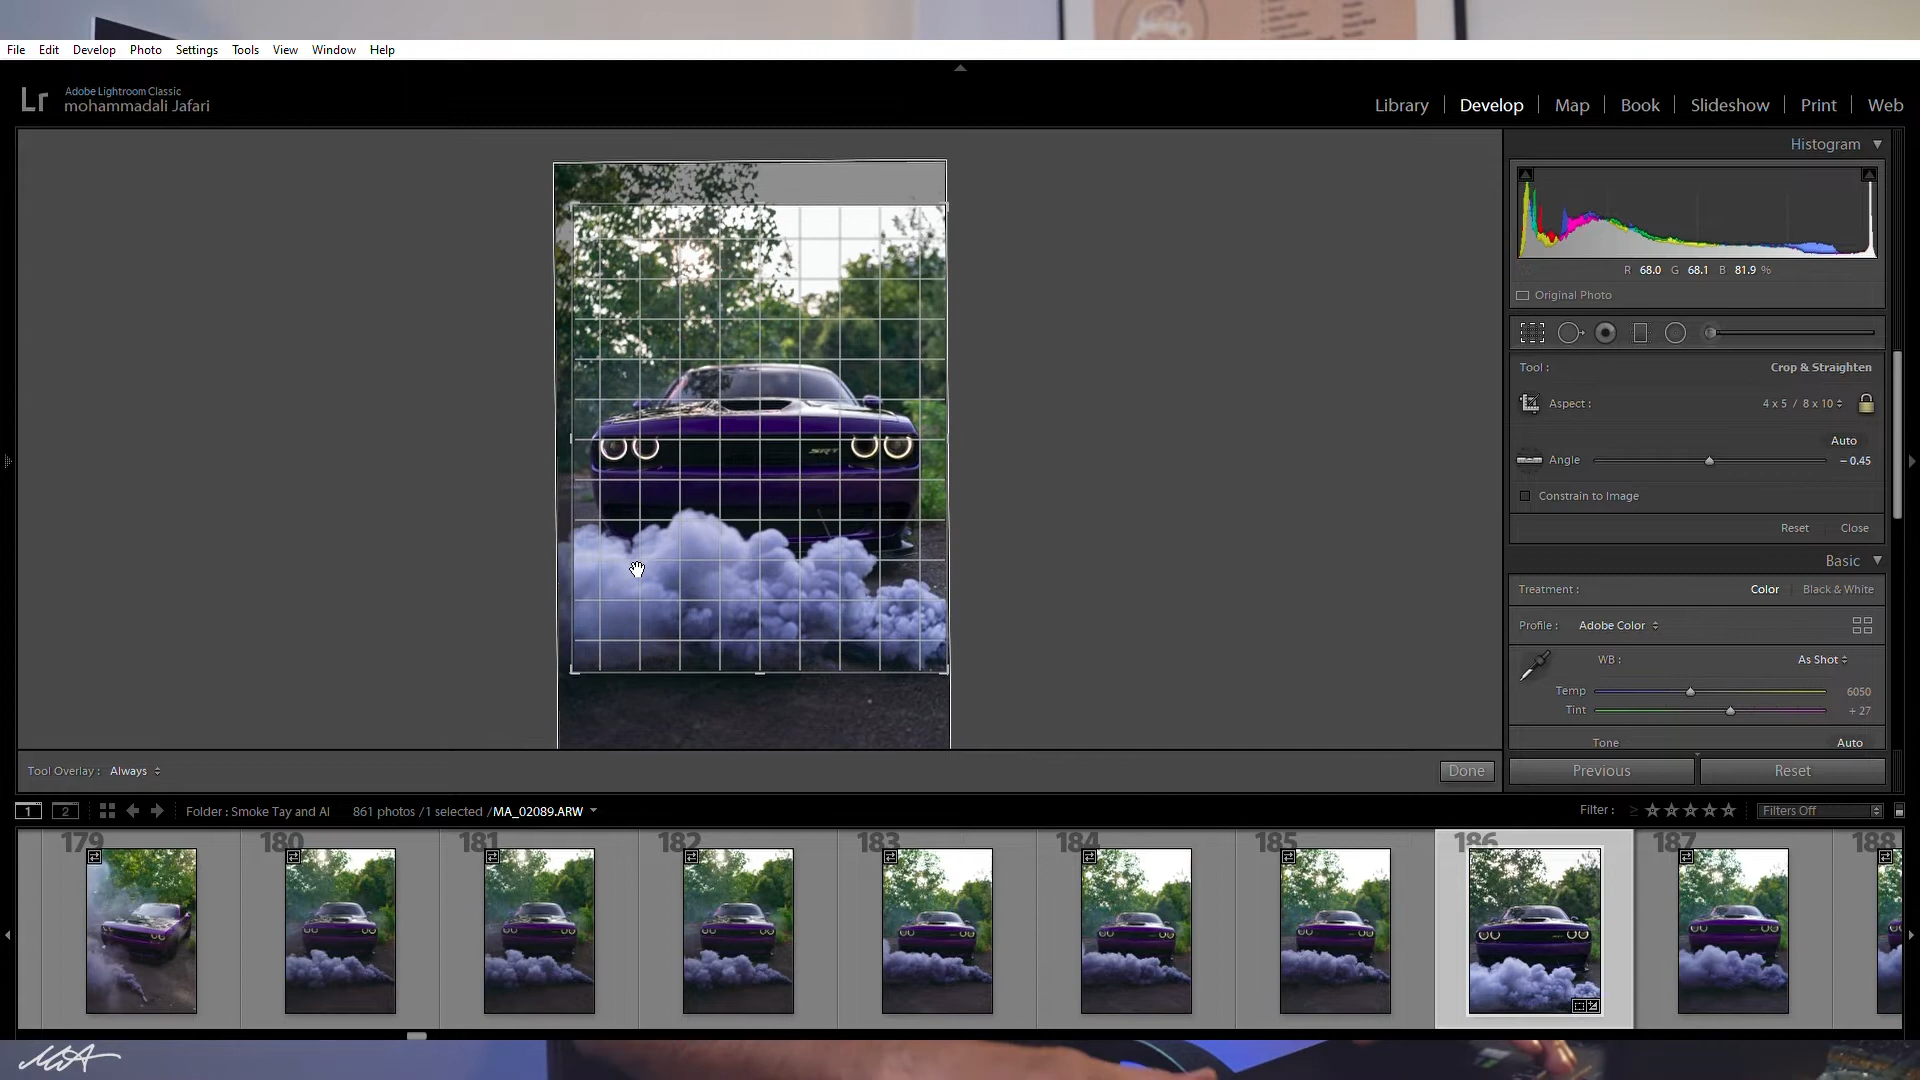 File Edit Develop Photo Settings Tools View Window Help
Lr Adobe Lightroom Classic
mohammadali Jafari
Library Develop Map Book Slideshow Print Web
Histogram
R 68.0 G 68.1 B 81.9 %
Original Photo
Tool : Crop & Straighten
Aspect : 4 x 5 / 8 x 10
Auto
Angle − 0.45
Constrain to Image
Reset Close
Basic
Treatment : Color Black & White
Profile : Adobe Color
WB : As Shot
Temp 6050
Tint + 27
Tone Auto
SRT
Tool Overlay : Always Done Previous Reset
1 2 Folder : Smoke Tay and Al 861 photos /1 selected /MA_02089.ARW Filter : ≥ Filters Off
179 180 181 182 183 184 185 186 187 188
MA